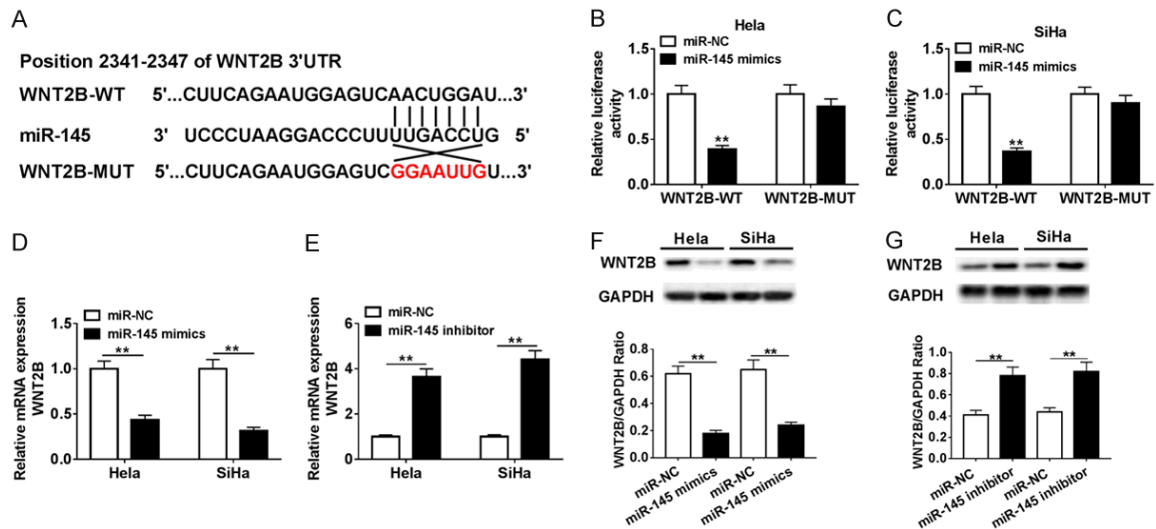 A
Position 2341-2347 of WNT2B 3'UTR
WNT2B-WT 5'...CUUCAGAAUGGAGUCAACUGGAU...3'
miR-145 3' UCCCUAAGGACCCUUUUGACCUG 5'
WNT2B-MUT 5'...CUUCAGAAUGGAGUCGGAAUUGU...3'
B
Hela
miR-NC
miR-145 mimics
Relative luciferase
activity
1.5
1.0
0.5
0.0
**
WNT2B-WT WNT2B-MUT
C
SiHa
miR-NC
miR-145 mimics
Relative luciferase
activity
1.5
1.0
0.5
0.0
**
WNT2B-WT WNT2B-MUT
D
miR-NC
miR-145 mimics
Relative mRNA expression
WNT2B
1.5
1.0
0.5
0.0
** **
Hela SiHa
E
miR-NC
miR-145 inhibitor
Relative mRNA expression
WNT2B
6
4
2
0
** **
Hela SiHa
F
Hela SiHa
WNT2B
GAPDH
WNT2B/GAPDH Ratio
0.8
0.6
0.4
0.2
0.0
** **
miR-NC
miR-145 mimics
miR-NC
miR-145 mimics
G
Hela SiHa
WNT2B
GAPDH
WNT2B/GAPDH Ratio
1.0
0.8
0.6
0.4
0.2
0.0
** **
miR-NC
miR-145 inhibitor
miR-NC
miR-145 inhibitor